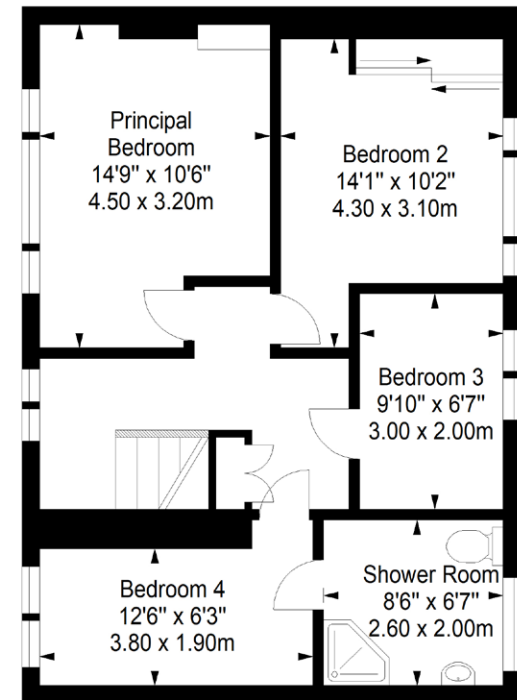 Principal
Bedroom
14'9" x 10'6"
4.50 x 3.20m
Bedroom 2
14'1" x 10'2"
4.30 x 3.10m
Bedroom 3
9'10" x 6'7"
3.00 x 2.00m
Bedroom 4
12'6" x 6'3"
3.80 x 1.90m
Shower Room
8'6" x 6'7"
2.60 x 2.00m